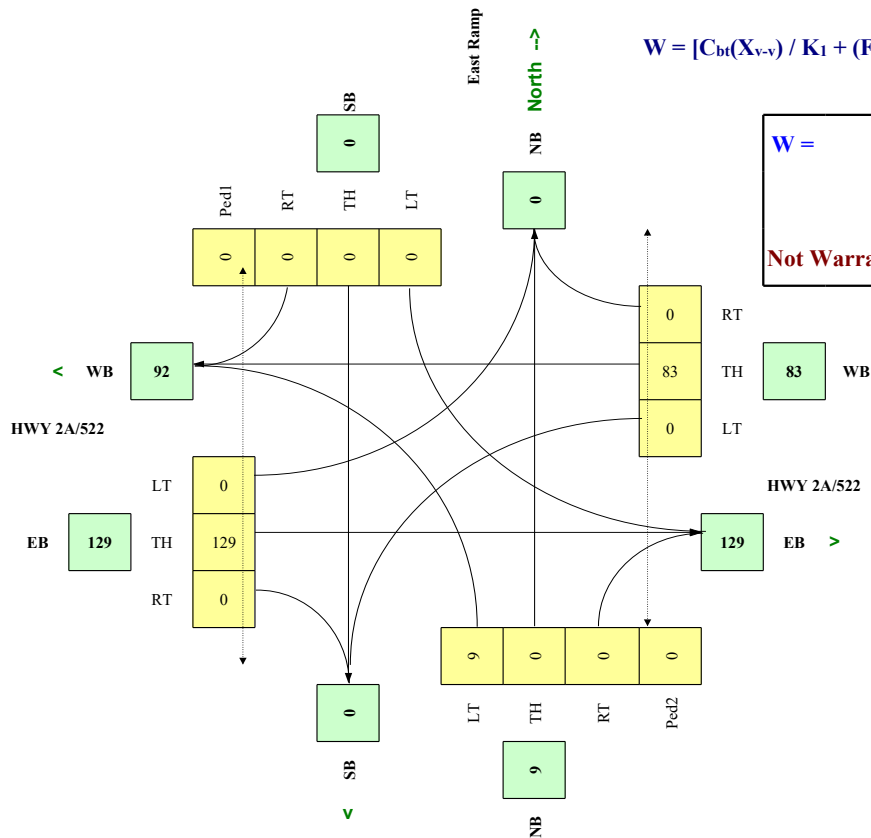 East Ramp
North -->
W = [Cbt(Xv-v) / K1 + (F
SB
0
NB
0
W =
Not Warra
Ped1
RT
TH
LT
0
0
0
0
0
RT
83
TH
0
LT
83
WB
< WB
92
HWY 2A/522
LT
0
EB
129
TH
129
RT
0
HWY 2A/522
129
EB >
9
0
0
0
LT
TH
RT
Ped2
0
SB
v
9
NB